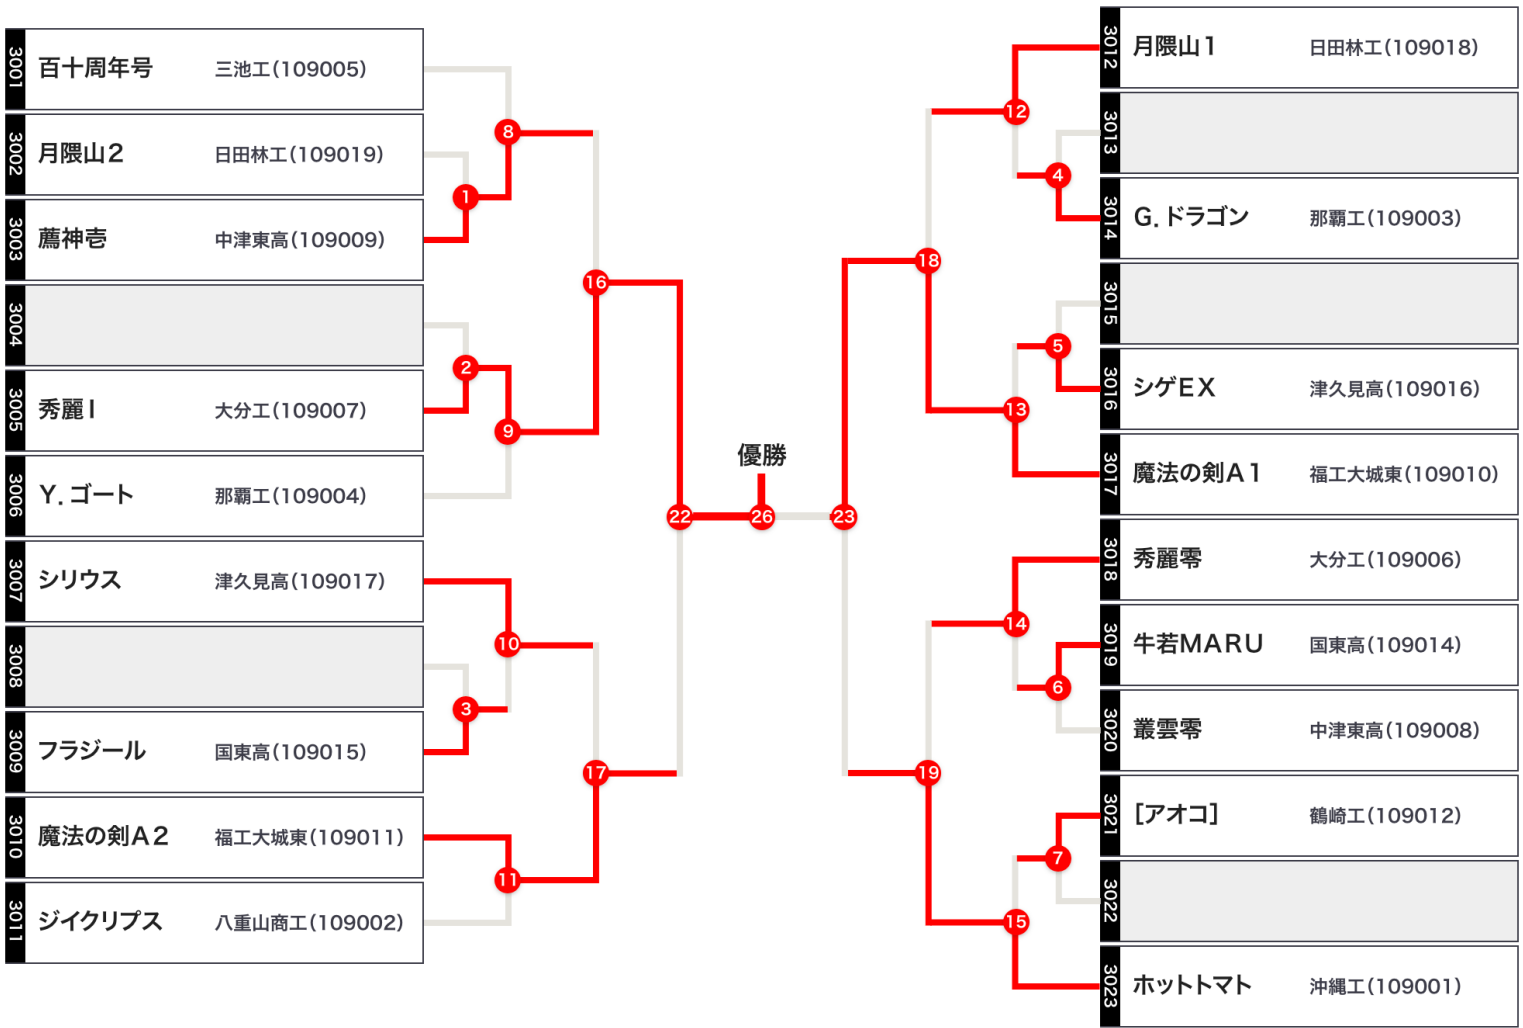 3001 百十周年号 三池工(109005)
3002 月隈山2 日田林工(109019)
3003 薦神壱 中津東高(109009)
3004
3005 秀麗I 大分工(109007)
3006 Y.ゴート 那覇工(109004)
3007 シリウス 津久見高(109017)
3008
3009 フラジール 国東高(109015)
3010 魔法の剣A2 福工大城東(109011)
3011 ジイクリプス 八重山商工(109002)
8
1
16
2
9
10
3
17
11
優勝
22 26 23
12
4
18
5
13
14
6
19
7
15
3012 月隈山1 日田林工(109018)
3013
3014 G.ドラゴン 那覇工(109003)
3015
3016 シゲEX 津久見高(109016)
3017 魔法の剣A1 福工大城東(109010)
3018 秀麗零 大分工(109006)
3019 牛若MARU 国東高(109014)
3020 叢雲零 中津東高(109008)
3021 [アオコ] 鶴崎工(109012)
3022
3023 ホットトマト 沖縄工(109001)